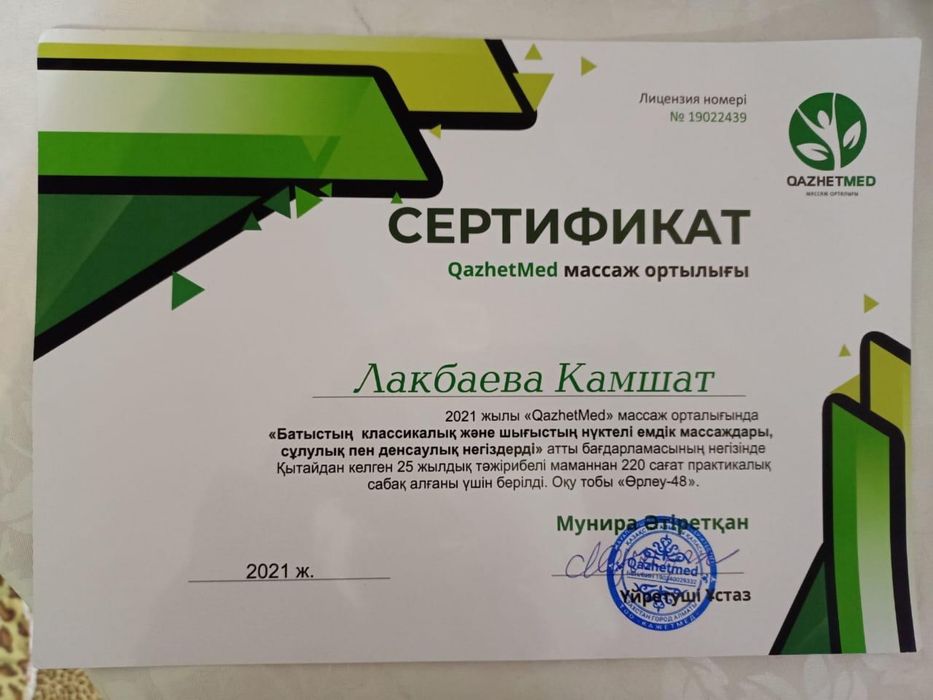 Лицензия номері
№ 19022439
QAZHETMED
МАССАЖ ОРТАЛЫҒЫ
СЕРТИФИКАТ
QazhetMed массаж ортылығы
Лакбаева Камшат
2021 жылы «QazhetMed» массаж орталығында
«Батыстың классикалық және шығыстың нүктелі емдік массаждары,
сұлулық пен денсаулық негіздерді» атты бағдарламасының негізінде
Қытайдан келген 25 жылдық тәжірибелі маманнан 220 сағат практикалық
сабақ алғаны үшін берілді. Оқу тобы «Өрлеу-48».
Мунира Әтіретқан
2021 ж.
Qazhetmed
Үйретуші Ұстаз